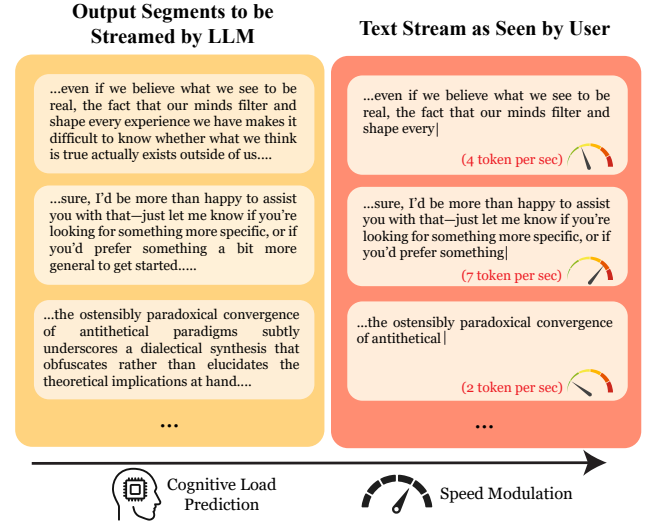 Output Segments to be
Streamed by LLM
...even if we believe what we see to be
real, the fact that our minds filter and
shape every experience we have makes it
difficult to know whether what we think
is true actually exists outside of us....
...sure, I'd be more than happy to assist
you with that—just let me know if you're
looking for something more specific, or if
you'd prefer something a bit more
general to get started.....
...the ostensibly paradoxical convergence
of antithetical paradigms subtly
underscores a dialectical synthesis that
obfuscates rather than elucidates the
theoretical implications at hand....
...
Text Stream as Seen by User
...even if we believe what we see to be
real, the fact that our minds filter and
shape every|
(4 token per sec)
...sure, I'd be more than happy to assist
you with that—just let me know if you're
looking for something more specific, or if
you'd prefer something|
(7 token per sec)
...the ostensibly paradoxical convergence
of antithetical|
(2 token per sec)
...
Cognitive Load
Prediction
Speed Modulation